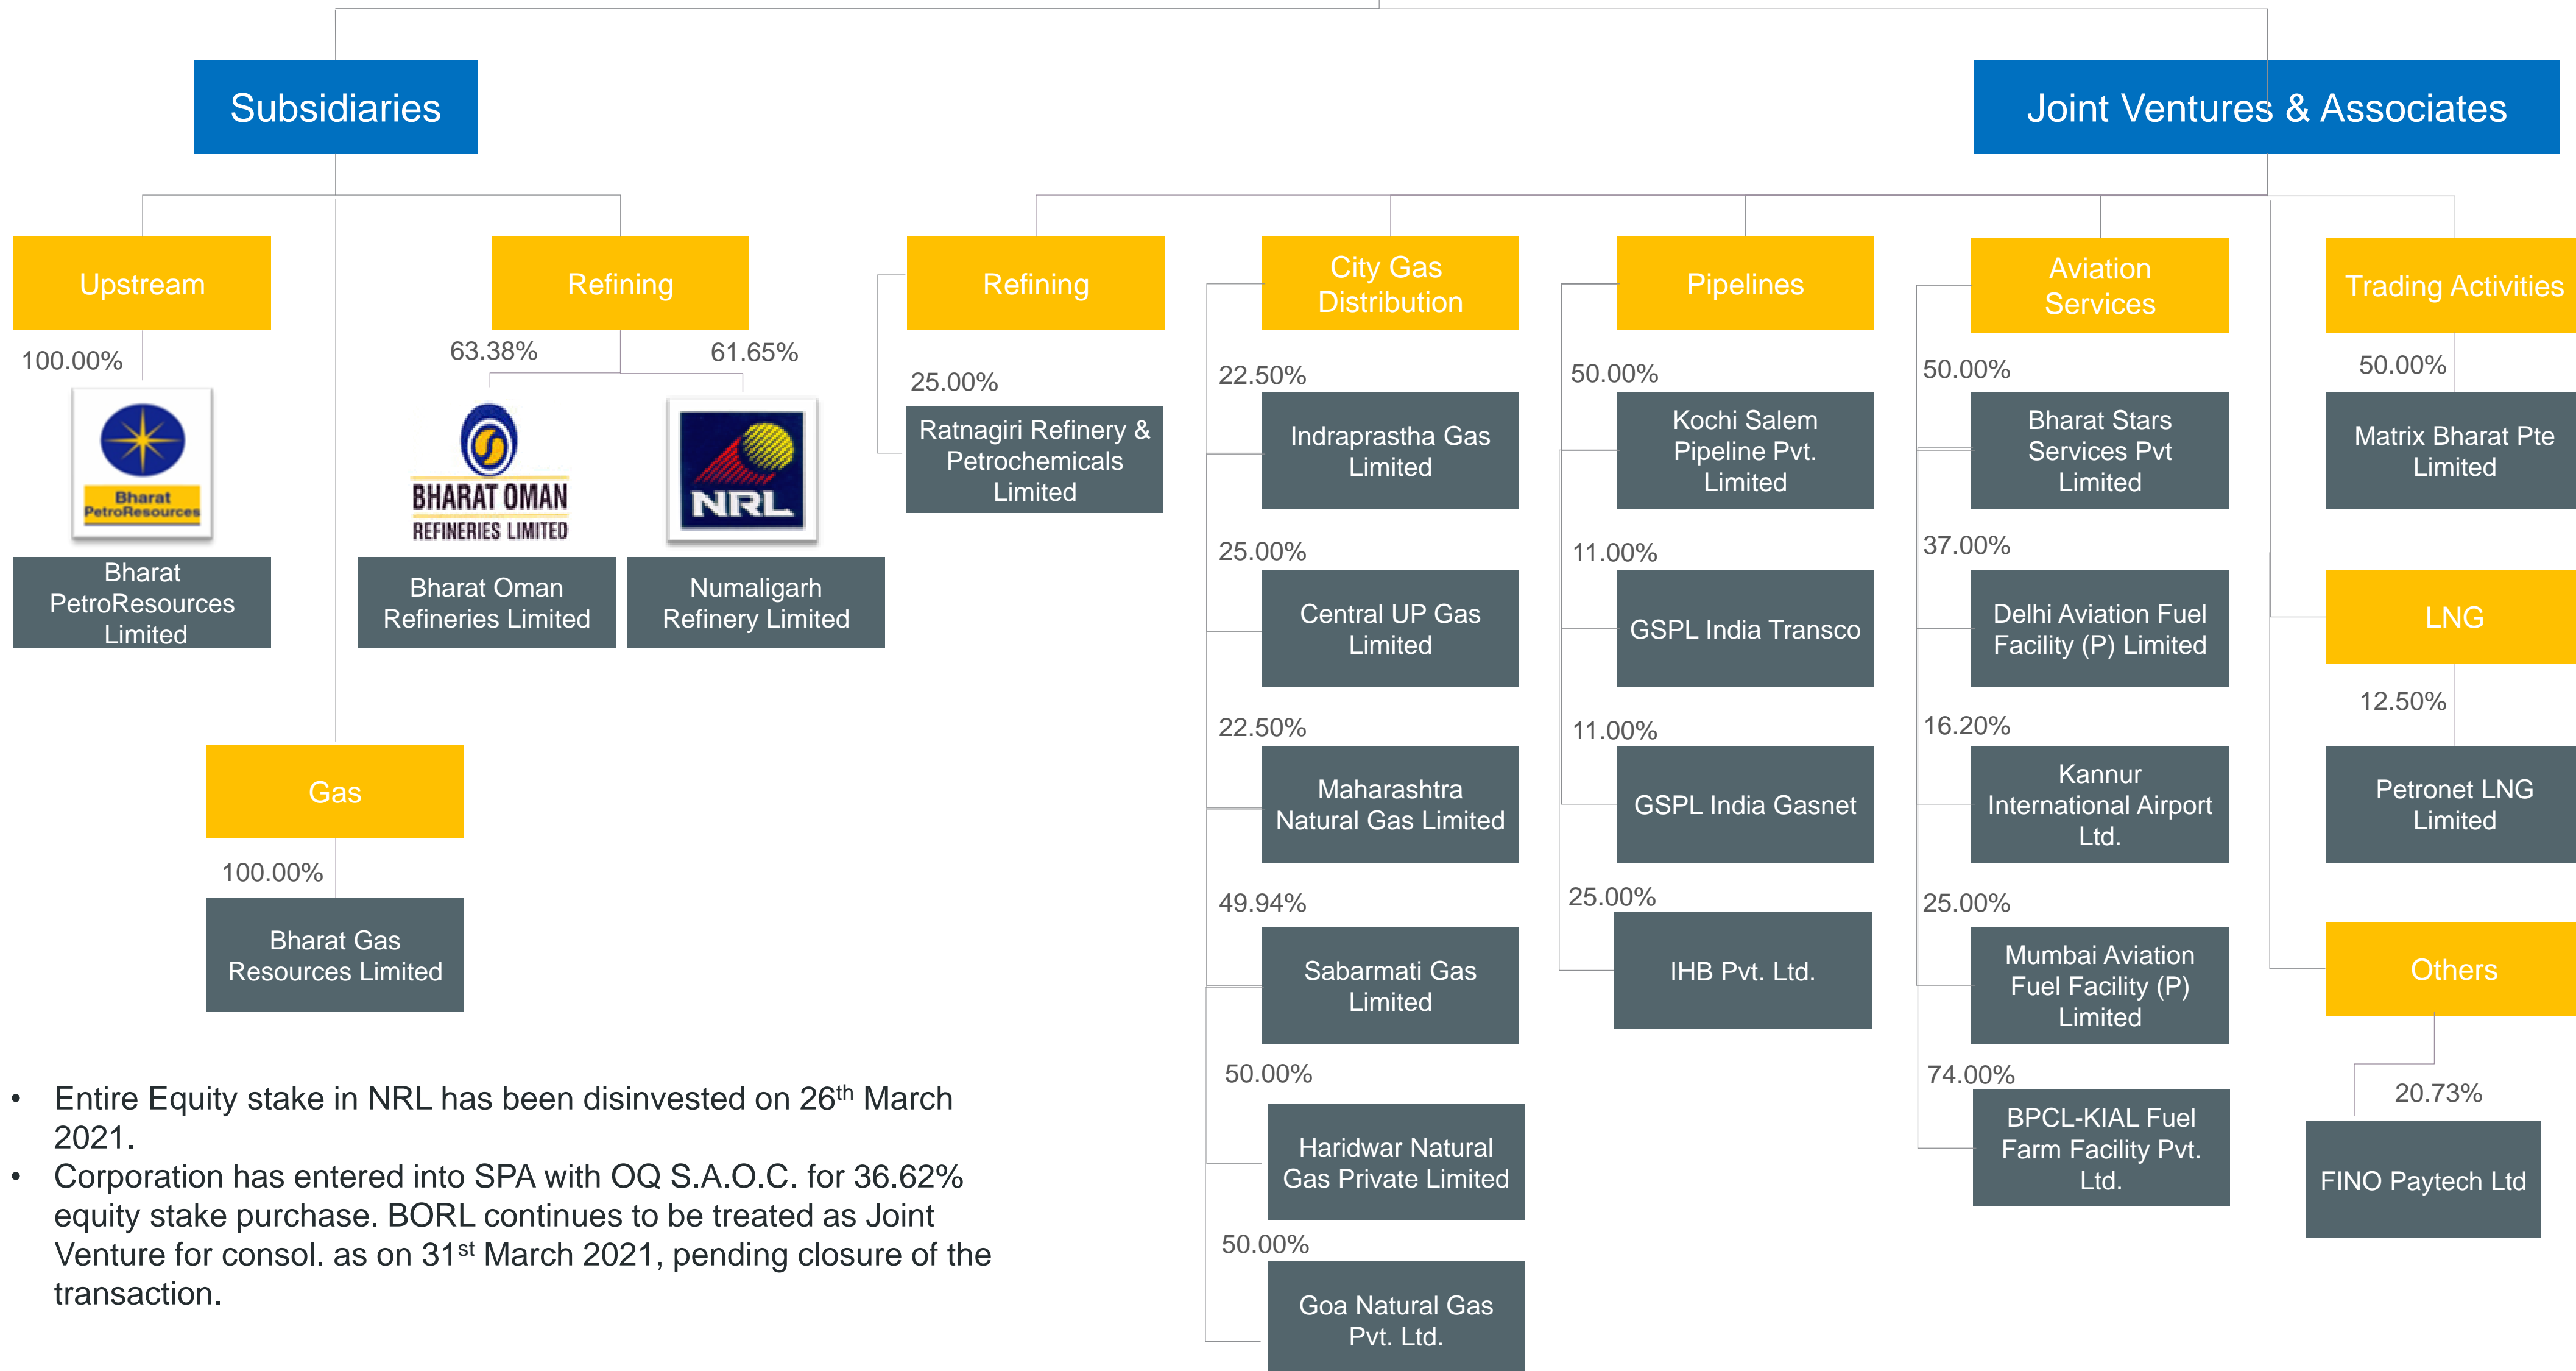 Subsidiaries
Joint Ventures & Associates
Upstream
100.00%
Bharat
PetroResources
Bharat
PetroResources
Limited
Refining
63.38%
61.65%
BHARAT OMAN
REFINERIES LIMITED
NRL
Bharat Oman
Refineries Limited
Numaligarh
Refinery Limited
Gas
100.00%
Bharat Gas
Resources Limited
Refining
25.00%
Ratnagiri Refinery &
Petrochemicals
Limited
City Gas
Distribution
22.50%
Indraprastha Gas
Limited
25.00%
Central UP Gas
Limited
22.50%
Maharashtra
Natural Gas Limited
49.94%
Sabarmati Gas
Limited
50.00%
Haridwar Natural
Gas Private Limited
50.00%
Goa Natural Gas
Pvt. Ltd.
Pipelines
50.00%
Kochi Salem
Pipeline Pvt.
Limited
11.00%
GSPL India Transco
11.00%
GSPL India Gasnet
25.00%
IHB Pvt. Ltd.
Aviation
Services
50.00%
Bharat Stars
Services Pvt
Limited
37.00%
Delhi Aviation Fuel
Facility (P) Limited
16.20%
Kannur
International Airport
Ltd.
25.00%
Mumbai Aviation
Fuel Facility (P)
Limited
74.00%
BPCL-KIAL Fuel
Farm Facility Pvt.
Ltd.
Trading Activities
50.00%
Matrix Bharat Pte
Limited
LNG
12.50%
Petronet LNG
Limited
Others
20.73%
FINO Paytech Ltd
• Entire Equity stake in NRL has been disinvested on 26th March
2021.
• Corporation has entered into SPA with OQ S.A.O.C. for 36.62%
equity stake purchase. BORL continues to be treated as Joint
Venture for consol. as on 31st March 2021, pending closure of the
transaction.